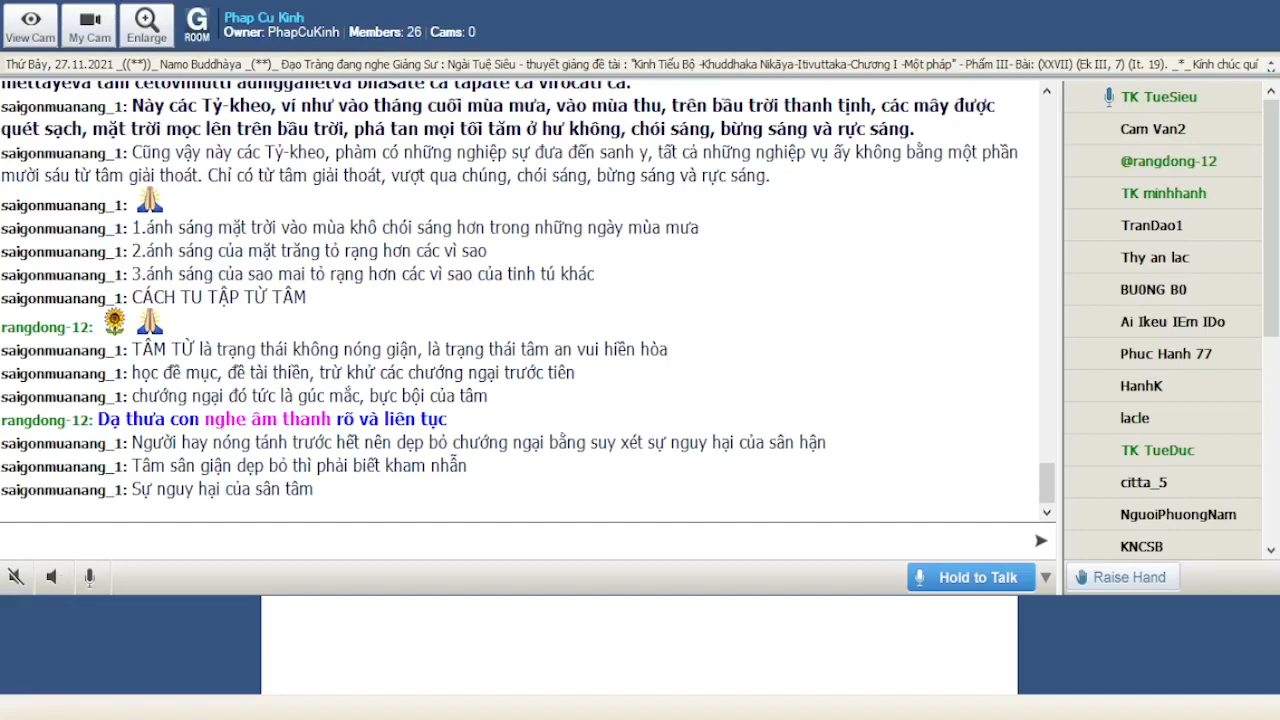 View Cam
My Cam
Enlarge
G
ROOM
Phap Cu Kinh
Owner: PhapCuKinh | Members: 26 | Cams: 0
Thứ Bảy, 27.11.2021 _((**))_ Namo Buddhàya _(**)_ Đạo Tràng đang nghe Giảng Sư : Ngài Tuệ Siêu - thuyết giảng đề tài : "Kinh Tiểu Bộ -Khuddhaka Nikāya-Itivuttaka-Chương I -Một pháp" - Phẩm III- Bài: (XXVII) (Ek III, 7) (It. 19). _*_ Kính chúc quí
mettāyeva tam cetovimutti adhiggahetvā bhāsate ca tapate ca virocati ca.
saigonmuanang_1: Này các Tỷ-kheo, ví như vào tháng cuối mùa mưa, vào mùa thu, trên bầu trời thanh tịnh, các mây được
quét sạch, mặt trời mọc lên trên bầu trời, phá tan mọi tối tăm ở hư không, chói sáng, bừng sáng và rực sáng.
saigonmuanang_1: Cũng vậy này các Tỷ-kheo, phàm có những nghiệp sự đưa đến sanh y, tất cả những nghiệp vụ ấy không bằng một phần
mười sáu từ tâm giải thoát. Chỉ có từ tâm giải thoát, vượt qua chúng, chói sáng, bừng sáng và rực sáng.
saigonmuanang_1:
saigonmuanang_1: 1.ánh sáng mặt trời vào mùa khô chói sáng hơn trong những ngày mùa mưa
saigonmuanang_1: 2.ánh sáng của mặt trăng tỏ rạng hơn các vì sao
saigonmuanang_1: 3.ánh sáng của sao mai tỏ rạng hơn các vì sao của tinh tú khác
saigonmuanang_1: CÁCH TU TẬP TỪ TÂM
rangdong-12:
saigonmuanang_1: TÂM TỪ là trạng thái không nóng giận, là trạng thái tâm an vui hiền hòa
saigonmuanang_1: học đề mục, đề tài thiền, trừ khử các chướng ngại trước tiên
saigonmuanang_1: chướng ngại đó tức là gúc mắc, bực bội của tâm
rangdong-12: Dạ thưa con nghe âm thanh rõ và liên tục
saigonmuanang_1: Người hay nóng tánh trước hết nên dẹp bỏ chướng ngại bằng suy xét sự nguy hại của sân hận
saigonmuanang_1: Tâm sân giận dẹp bỏ thì phải biết kham nhẫn
saigonmuanang_1: Sự nguy hại của sân tâm
Hold to Talk
TK TueSieu
Cam Van2
@rangdong-12
TK minhhanh
TranDao1
Thy an lac
BU0NG B0
Ai Ikeu IEm IDo
Phuc Hanh 77
HanhK
lacle
TK TueDuc
citta_5
NguoiPhuongNam
KNCSB
Raise Hand